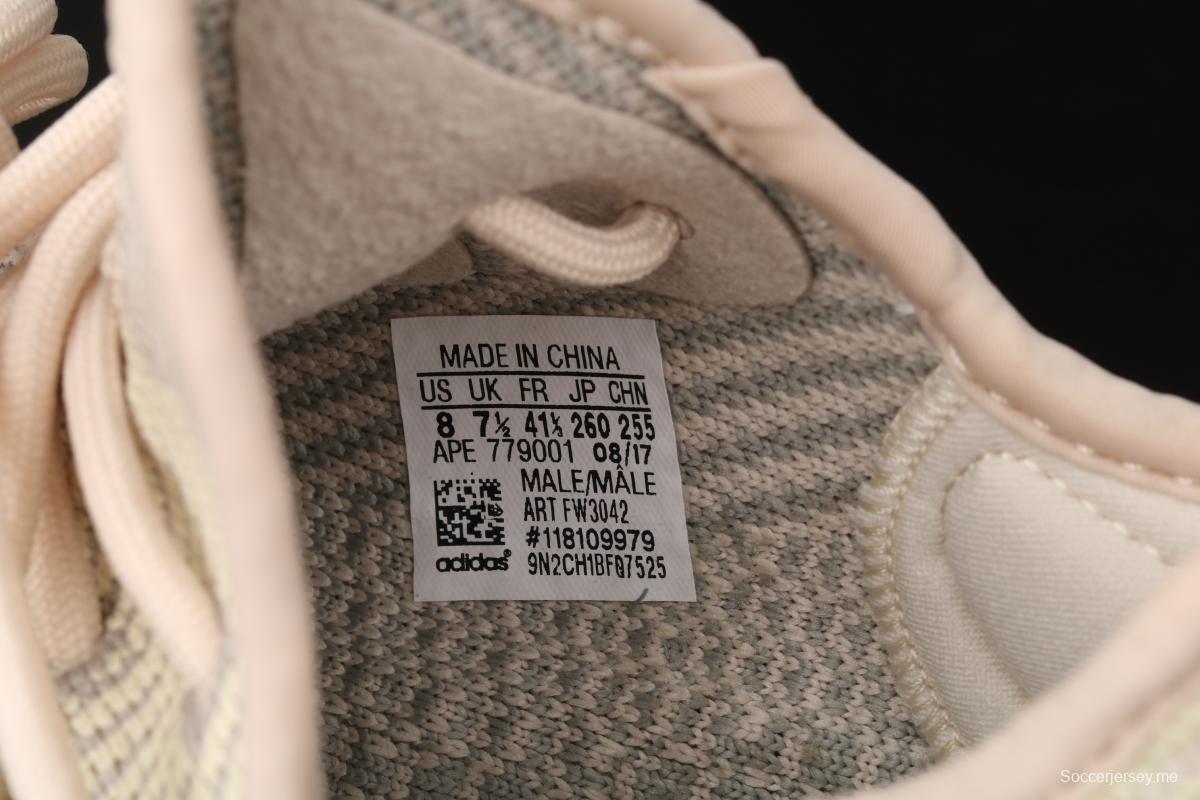 MADE IN CHINA
US UK FR JP CHN
8 7½ 41⅓ 260 255
APE 779001 08/17
MALE/MÂLE
ART FW3042
#118109979
adidas® 9N2CH1BF07525
Soccerjersey.me